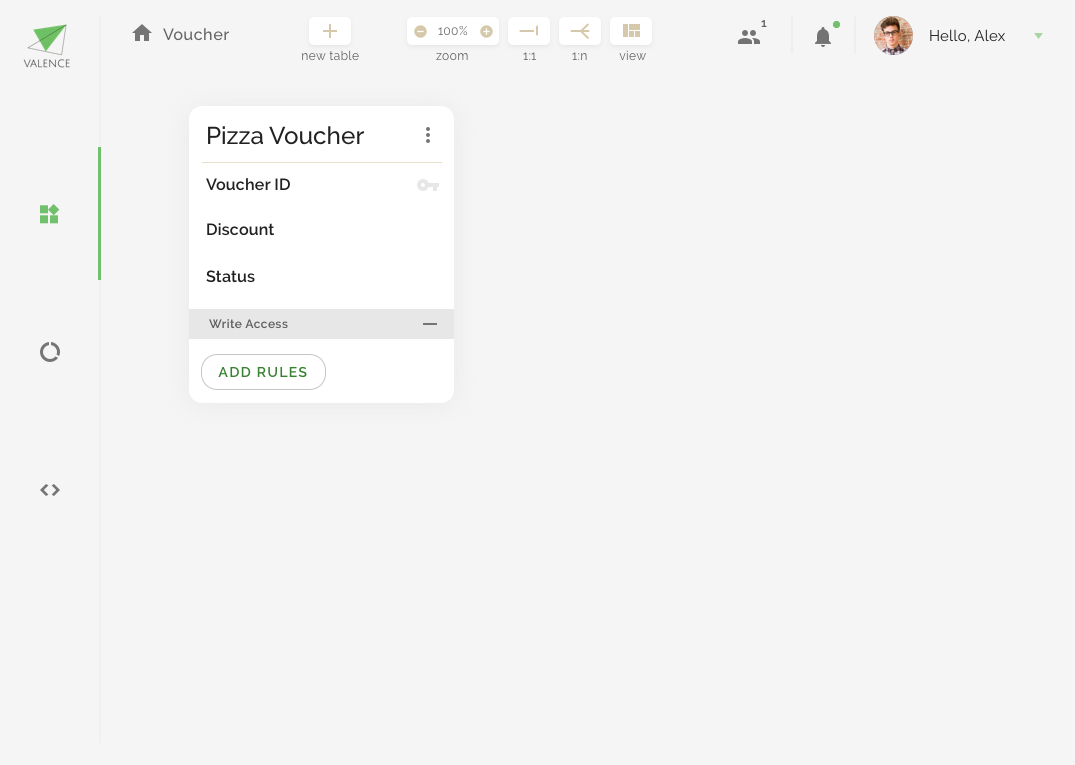 VALENCE
Voucher
new table
100%
zoom
1:1
1:n
view
1
Hello, Alex
Pizza Voucher
Voucher ID
Discount
Status
Write Access
ADD RULES